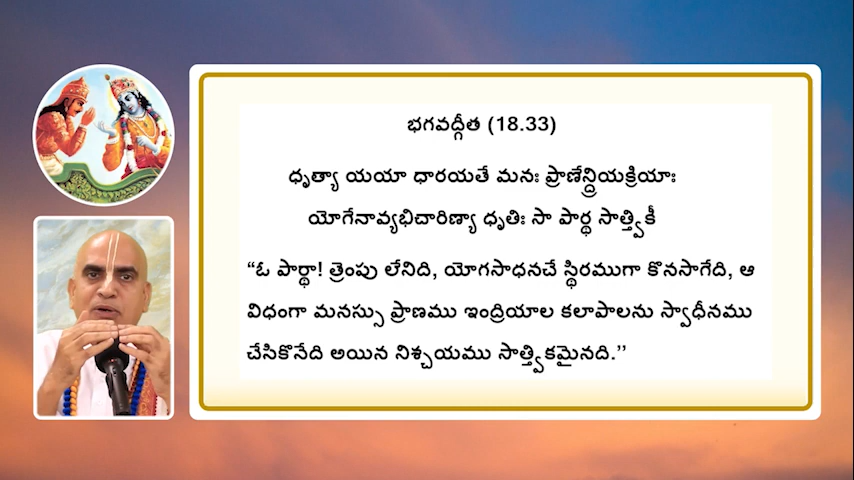 భగవద్గీత (18.33)
ధృత్యా యయా ధారయతే మనః ప్రాణేన్ద్రియక్రియాః
యోగేనావ్యభిచారిణ్యా ధృతిః సా పార్థ సాత్త్వికీ
“ఓ పార్థా! త్రెంపు లేనిది, యోగసాధనచే స్థిరముగా కొనసాగేది, ఆ
విధంగా మనస్సు ప్రాణము ఇంద్రియాల కలాపాలను స్వాధీనము
చేసికొనేది అయిన నిశ్చయము సాత్త్వికమైనది.’’